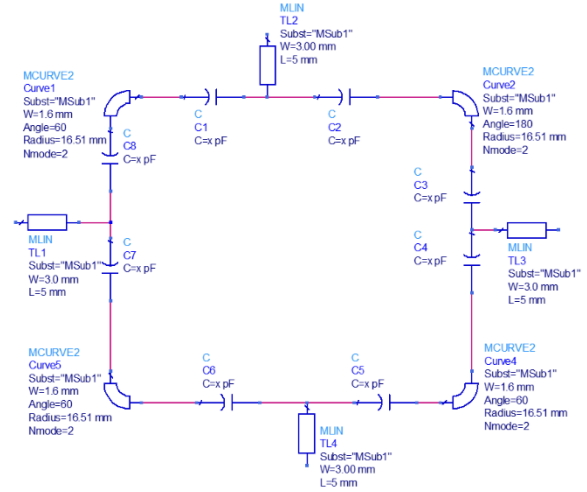 MLIN
TL2
Subst="MSub1"
W=3.00 mm
L=5 mm
MCURVE2
Curve1
Subst="MSub1"
W=1.6 mm
Angle=60
Radius=16.51 mm
Nmode=2
C
C1
C=x pF
C
C2
C=x pF
MCURVE2
Curve2
Subst="MSub1"
W=1.6 mm
Angle=180
Radius=16.51 mm
Nmode=2
C
C8
C=x pF
C
C3
C=x pF
MLIN
TL1
Subst="MSub1"
W=3.0 mm
L=5 mm
C
C7
C=x pF
C
C4
C=x pF
MLIN
TL3
Subst="MSub1"
W=3.0 mm
L=5 mm
MCURVE2
Curve5
Subst="MSub1"
W=1.6 mm
Angle=60
Radius=16.51 mm
Nmode=2
C
C6
C=x pF
C
C5
C=x pF
MCURVE2
Curve4
Subst="MSub1"
W=1.6 mm
Angle=60
Radius=16.51 mm
Nmode=2
MLIN
TL4
Subst="MSub1"
W=3.00 mm
L=5 mm